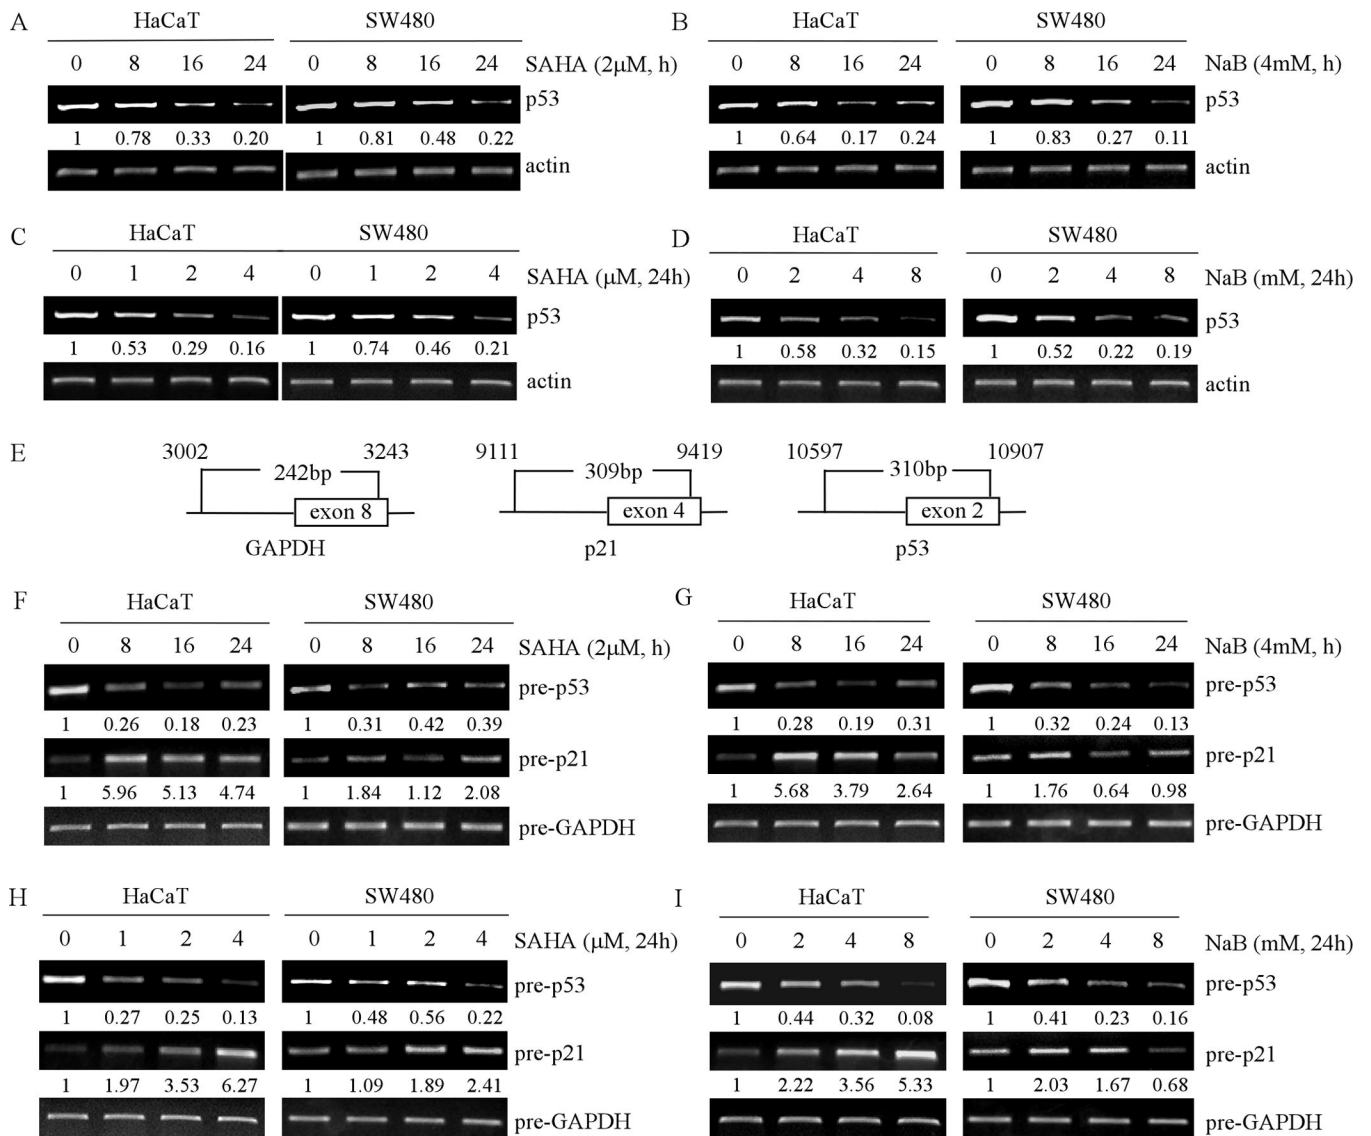 A HaCaT SW480
0 8 16 24 0 8 16 24 SAHA (2µM, h)
p53
1 0.78 0.33 0.20 1 0.81 0.48 0.22
actin
B HaCaT SW480
0 8 16 24 0 8 16 24 NaB (4mM, h)
p53
1 0.64 0.17 0.24 1 0.83 0.27 0.11
actin
C HaCaT SW480
0 1 2 4 0 1 2 4 SAHA (µM, 24h)
p53
1 0.53 0.29 0.16 1 0.74 0.46 0.21
actin
D HaCaT SW480
0 2 4 8 0 2 4 8 NaB (mM, 24h)
p53
1 0.58 0.32 0.15 1 0.52 0.22 0.19
actin
E 3002 3243 9111 9419 10597 10907
242bp 309bp 310bp
exon 8 exon 4 exon 2
GAPDH p21 p53
F HaCaT SW480
0 8 16 24 0 8 16 24 SAHA (2µM, h)
pre-p53
1 0.26 0.18 0.23 1 0.31 0.42 0.39
pre-p21
1 5.96 5.13 4.74 1 1.84 1.12 2.08
pre-GAPDH
G HaCaT SW480
0 8 16 24 0 8 16 24 NaB (4mM, h)
pre-p53
1 0.28 0.19 0.31 1 0.32 0.24 0.13
pre-p21
1 5.68 3.79 2.64 1 1.76 0.64 0.98
pre-GAPDH
H HaCaT SW480
0 1 2 4 0 1 2 4 SAHA (µM, 24h)
pre-p53
1 0.27 0.25 0.13 1 0.48 0.56 0.22
pre-p21
1 1.97 3.53 6.27 1 1.09 1.89 2.41
pre-GAPDH
I HaCaT SW480
0 2 4 8 0 2 4 8 NaB (mM, 24h)
pre-p53
1 0.44 0.32 0.08 1 0.41 0.23 0.16
pre-p21
1 2.22 3.56 5.33 1 2.03 1.67 0.68
pre-GAPDH